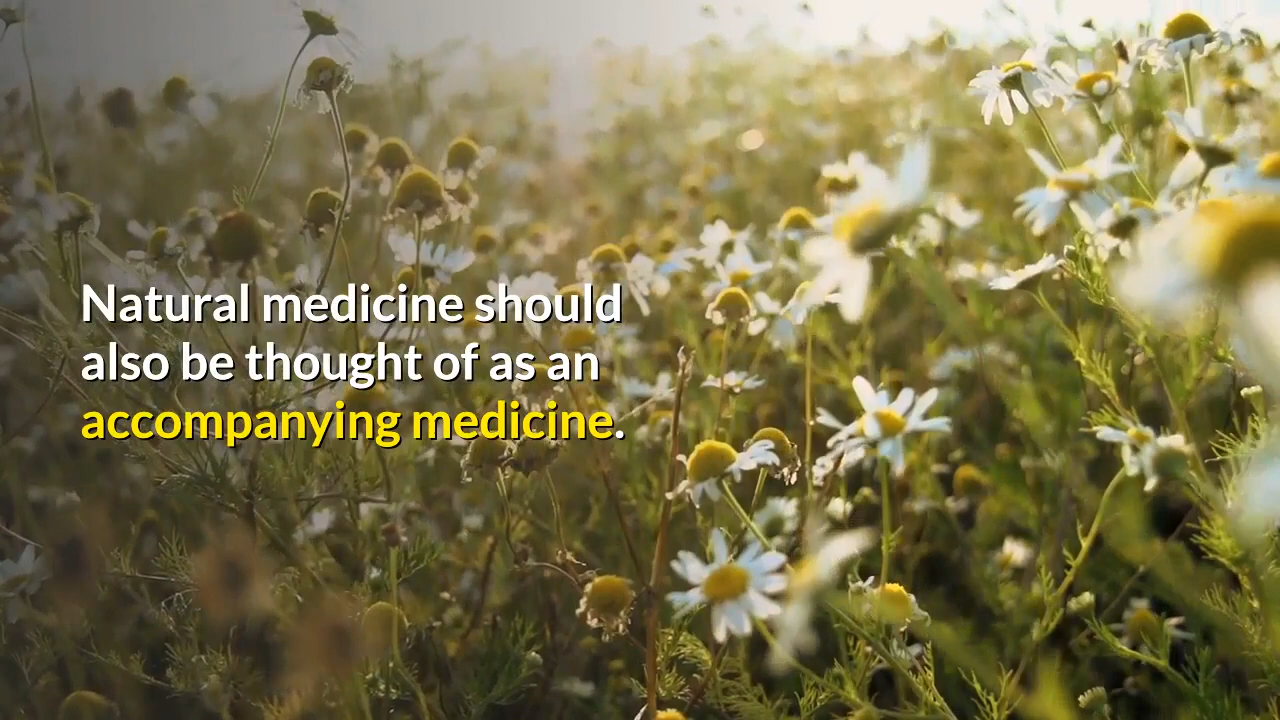 Natural medicine should
also be thought of as an
accompanying medicine.